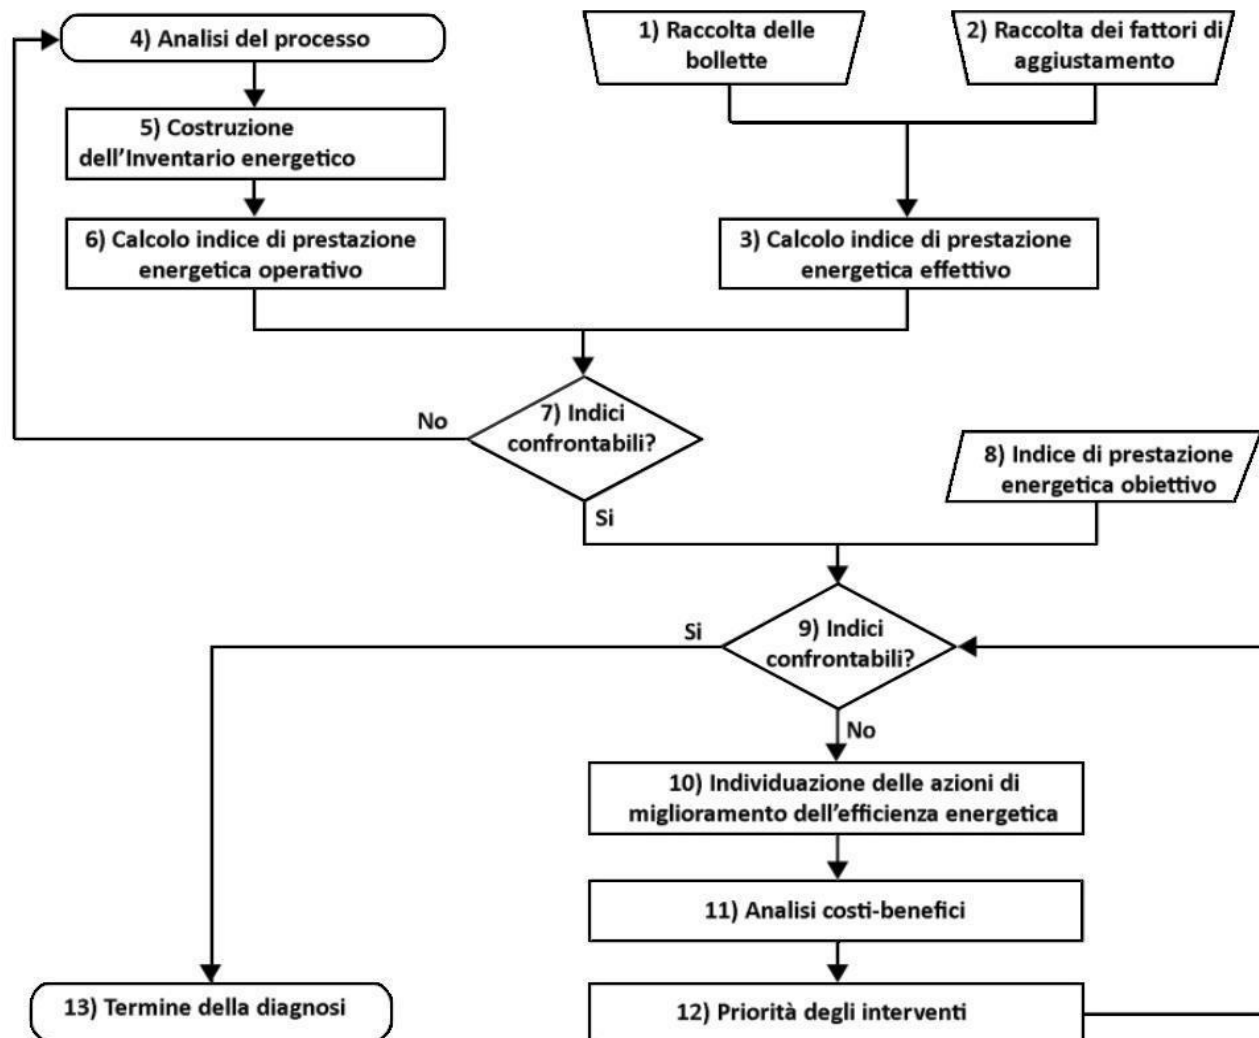 4) Analisi del processo
1) Raccolta delle
bollette
2) Raccolta dei fattori di
aggiustamento
5) Costruzione
dell'Inventario energetico
6) Calcolo indice di prestazione
energetica operativo
3) Calcolo indice di prestazione
energetica effettivo
7) Indici
confrontabili?
No
Si
8) Indice di prestazione
energetica obiettivo
9) Indici
confrontabili?
Si
No
10) Individuazione delle azioni di
miglioramento dell'efficienza energetica
11) Analisi costi-benefici
12) Priorità degli interventi
13) Termine della diagnosi